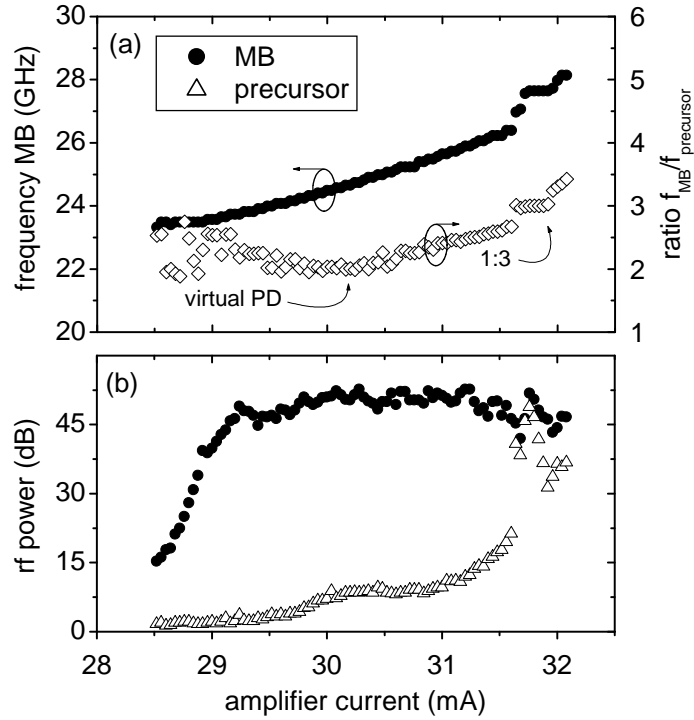 (a)
MB
precursor
frequency MB (GHz)
30
28
26
24
22
20
ratio f_MB/f_precursor
6
5
4
3
2
1
virtual PD
1:3
(b)
rf power (dB)
45
30
15
0
28
29
30
31
32
amplifier current (mA)